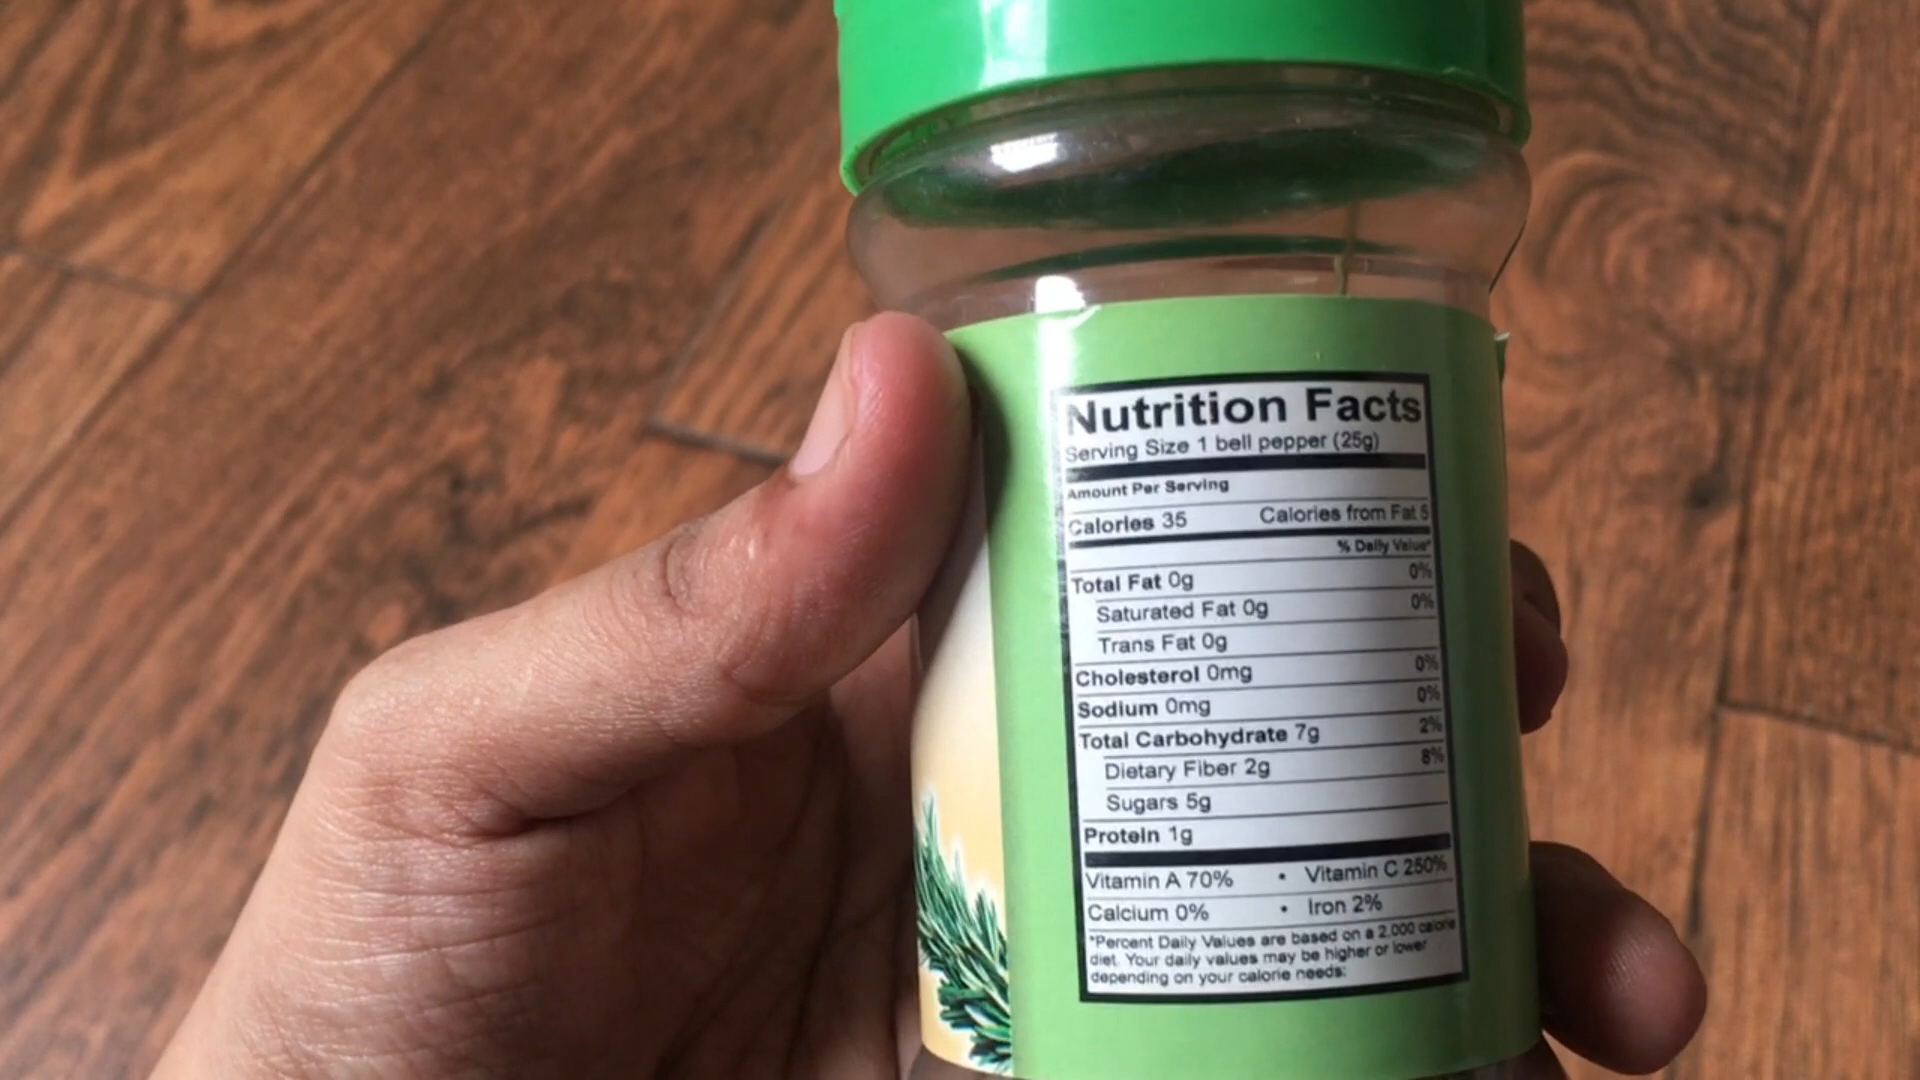 Nutrition Facts
Serving Size 1 bell pepper (25g)
Amount Per Serving
Calories 35 Calories from Fat 5
% Daily Value*
Total Fat 0g 0%
Saturated Fat 0g 0%
Trans Fat 0g
Cholesterol 0mg 0%
Sodium 0mg 0%
Total Carbohydrate 7g 2%
Dietary Fiber 2g 8%
Sugars 5g
Protein 1g
Vitamin A 70% • Vitamin C 250%
Calcium 0% • Iron 2%
*Percent Daily Values are based on a 2,000 calorie
diet. Your daily values may be higher or lower
depending on your calorie needs: